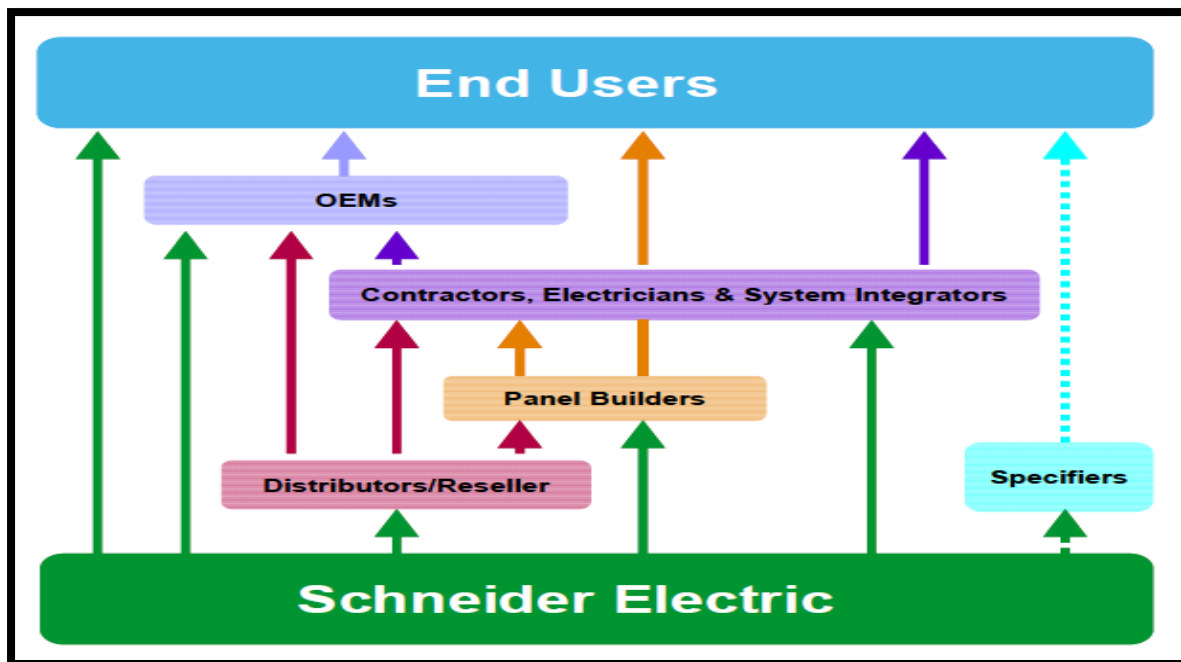 End Users
OEMs
Contractors, Electricians & System Integrators
Panel Builders
Distributors/Reseller
Specifiers
Schneider Electric